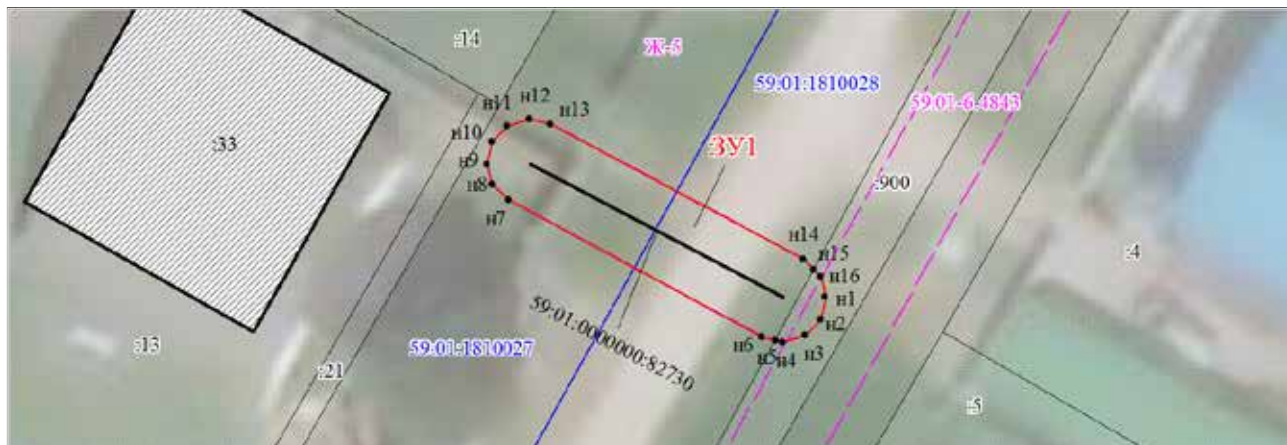 :14
Ж-5
59:01:1810028
59:01-6.4843
н11
н12
н13
н10
:33
:ЗУ1
н9
:900
н8
н7
н14
н15
:4
н16
н1
н2
59:01:0000000:82730
н6
н5
н4
н3
:13
59:01:1810027
:21
:5